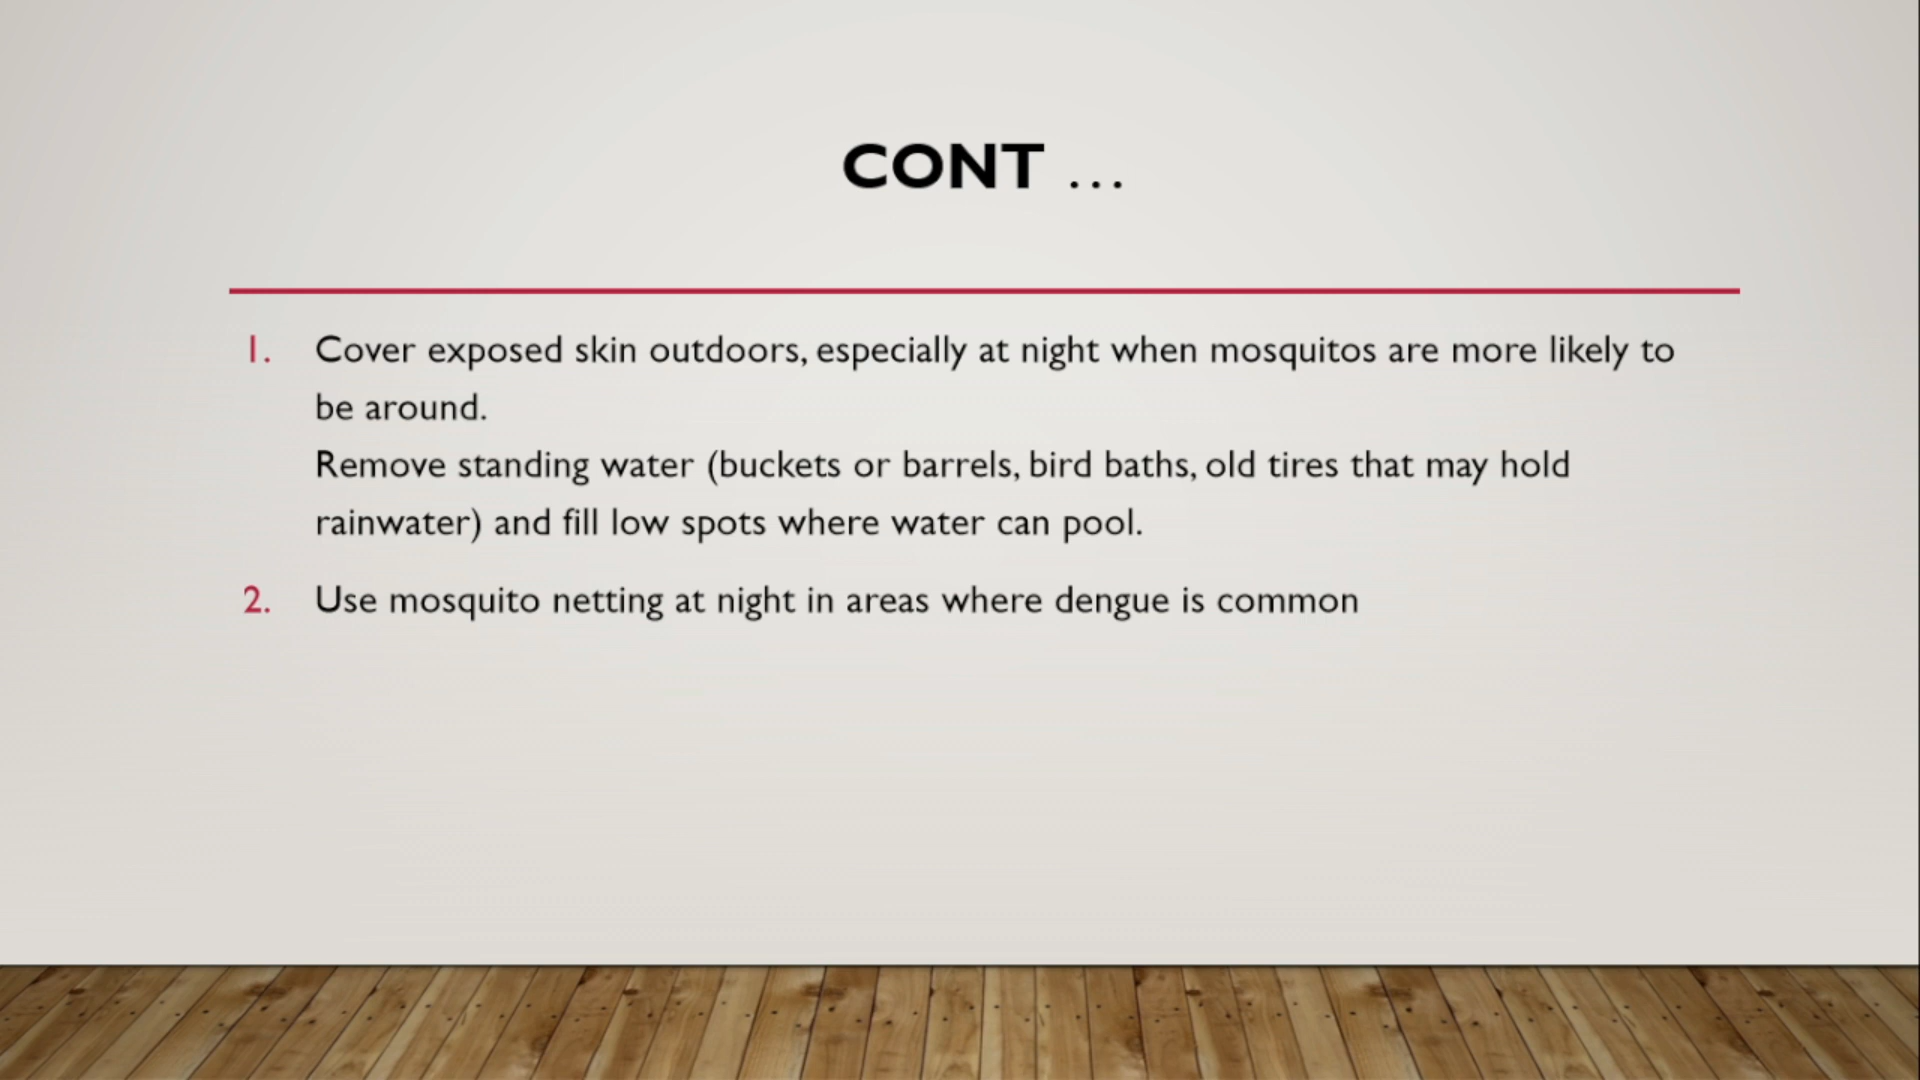 CONT ...
1. Cover exposed skin outdoors, especially at night when mosquitos are more likely to
be around.
Remove standing water (buckets or barrels, bird baths, old tires that may hold
rainwater) and fill low spots where water can pool.
2. Use mosquito netting at night in areas where dengue is common